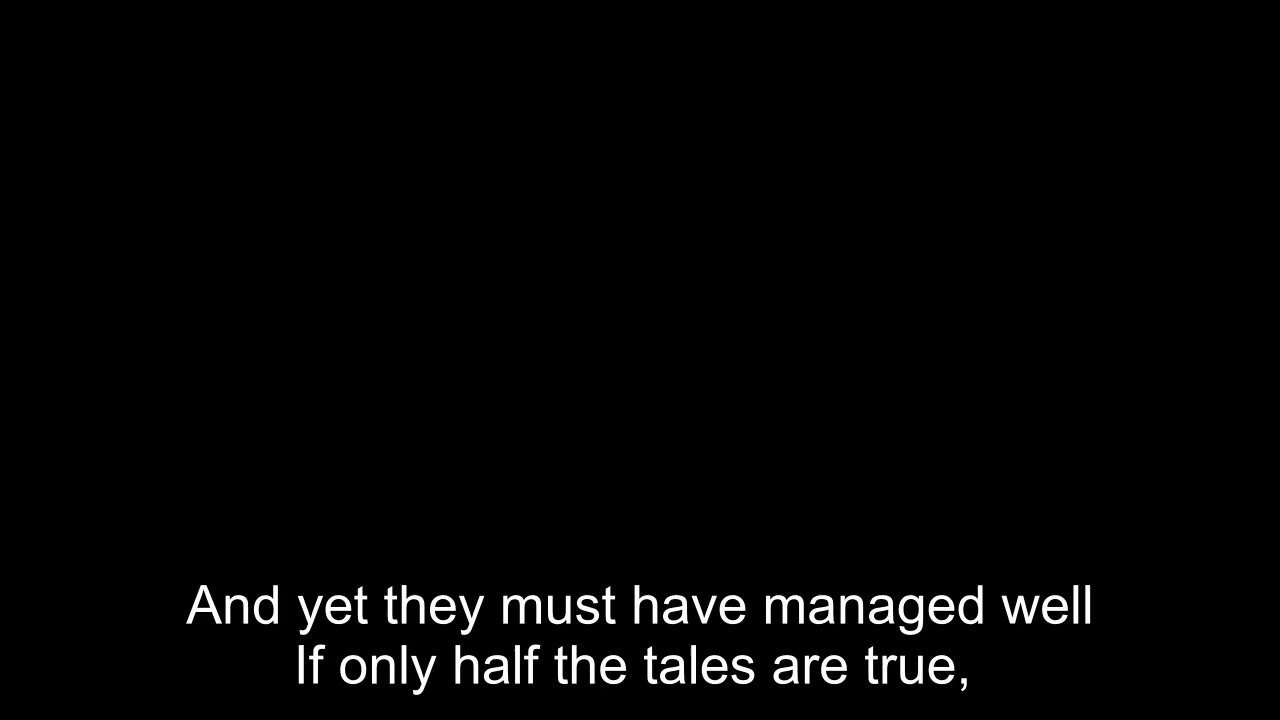 And yet they must have managed well
If only half the tales are true,